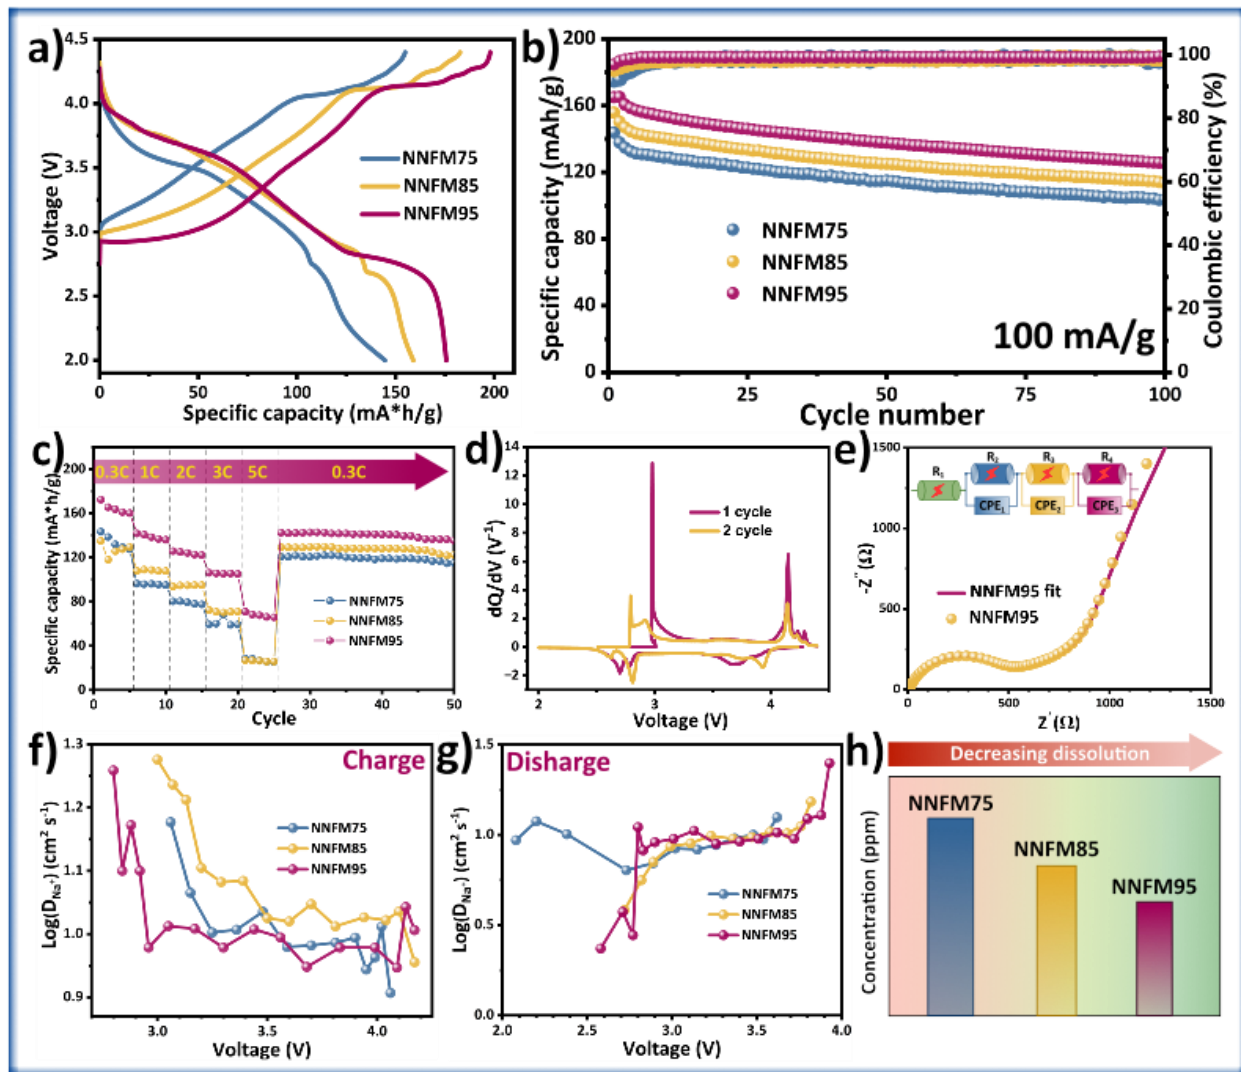 a)
4.5
4.0
3.5
3.0
2.5
2.0
Voltage (V)
NNFM75
NNFM85
NNFM95
0 50 100 150 200
Specific capacity (mA*h/g)
b)
200
160
120
80
40
0
Specific capacity (mAh/g)
NNFM75
NNFM85
NNFM95
100 mA/g
100
80
60
40
20
0
Coulombic efficiency (%)
0 25 50 75 100
Cycle number
c)
200
160
120
80
40
0
Specific capacity (mA*h/g)
0.3C 1C 2C 3C 5C 0.3C
NNFM75
NNFM85
NNFM95
0 10 20 30 40 50
Cycle
d)
14
12
10
8
6
4
2
0
−2
dQ/dV (V⁻¹)
1 cycle
2 cycle
2 3 4
Voltage (V)
e)
1500
1000
500
0
-Z'' (Ω)
R₁ R₂ R₃ R₄
CPE₁ CPE₂ CPE₃
NNFM95 fit
NNFM95
0 500 1000 1500
Z' (Ω)
f)
Charge
1.3
1.2
1.1
1.0
0.9
Log(D_Na⁺) (cm² s⁻¹)
NNFM75
NNFM85
NNFM95
3.0 3.5 4.0
Voltage (V)
g)
Disharge
1.5
1.0
0.5
0.0
Log(D_Na⁺) (cm² s⁻¹)
NNFM75
NNFM85
NNFM95
2.0 2.5 3.0 3.5 4.0
Voltage (V)
h)
Decreasing dissolution
Concentration (ppm)
NNFM75
NNFM85
NNFM95